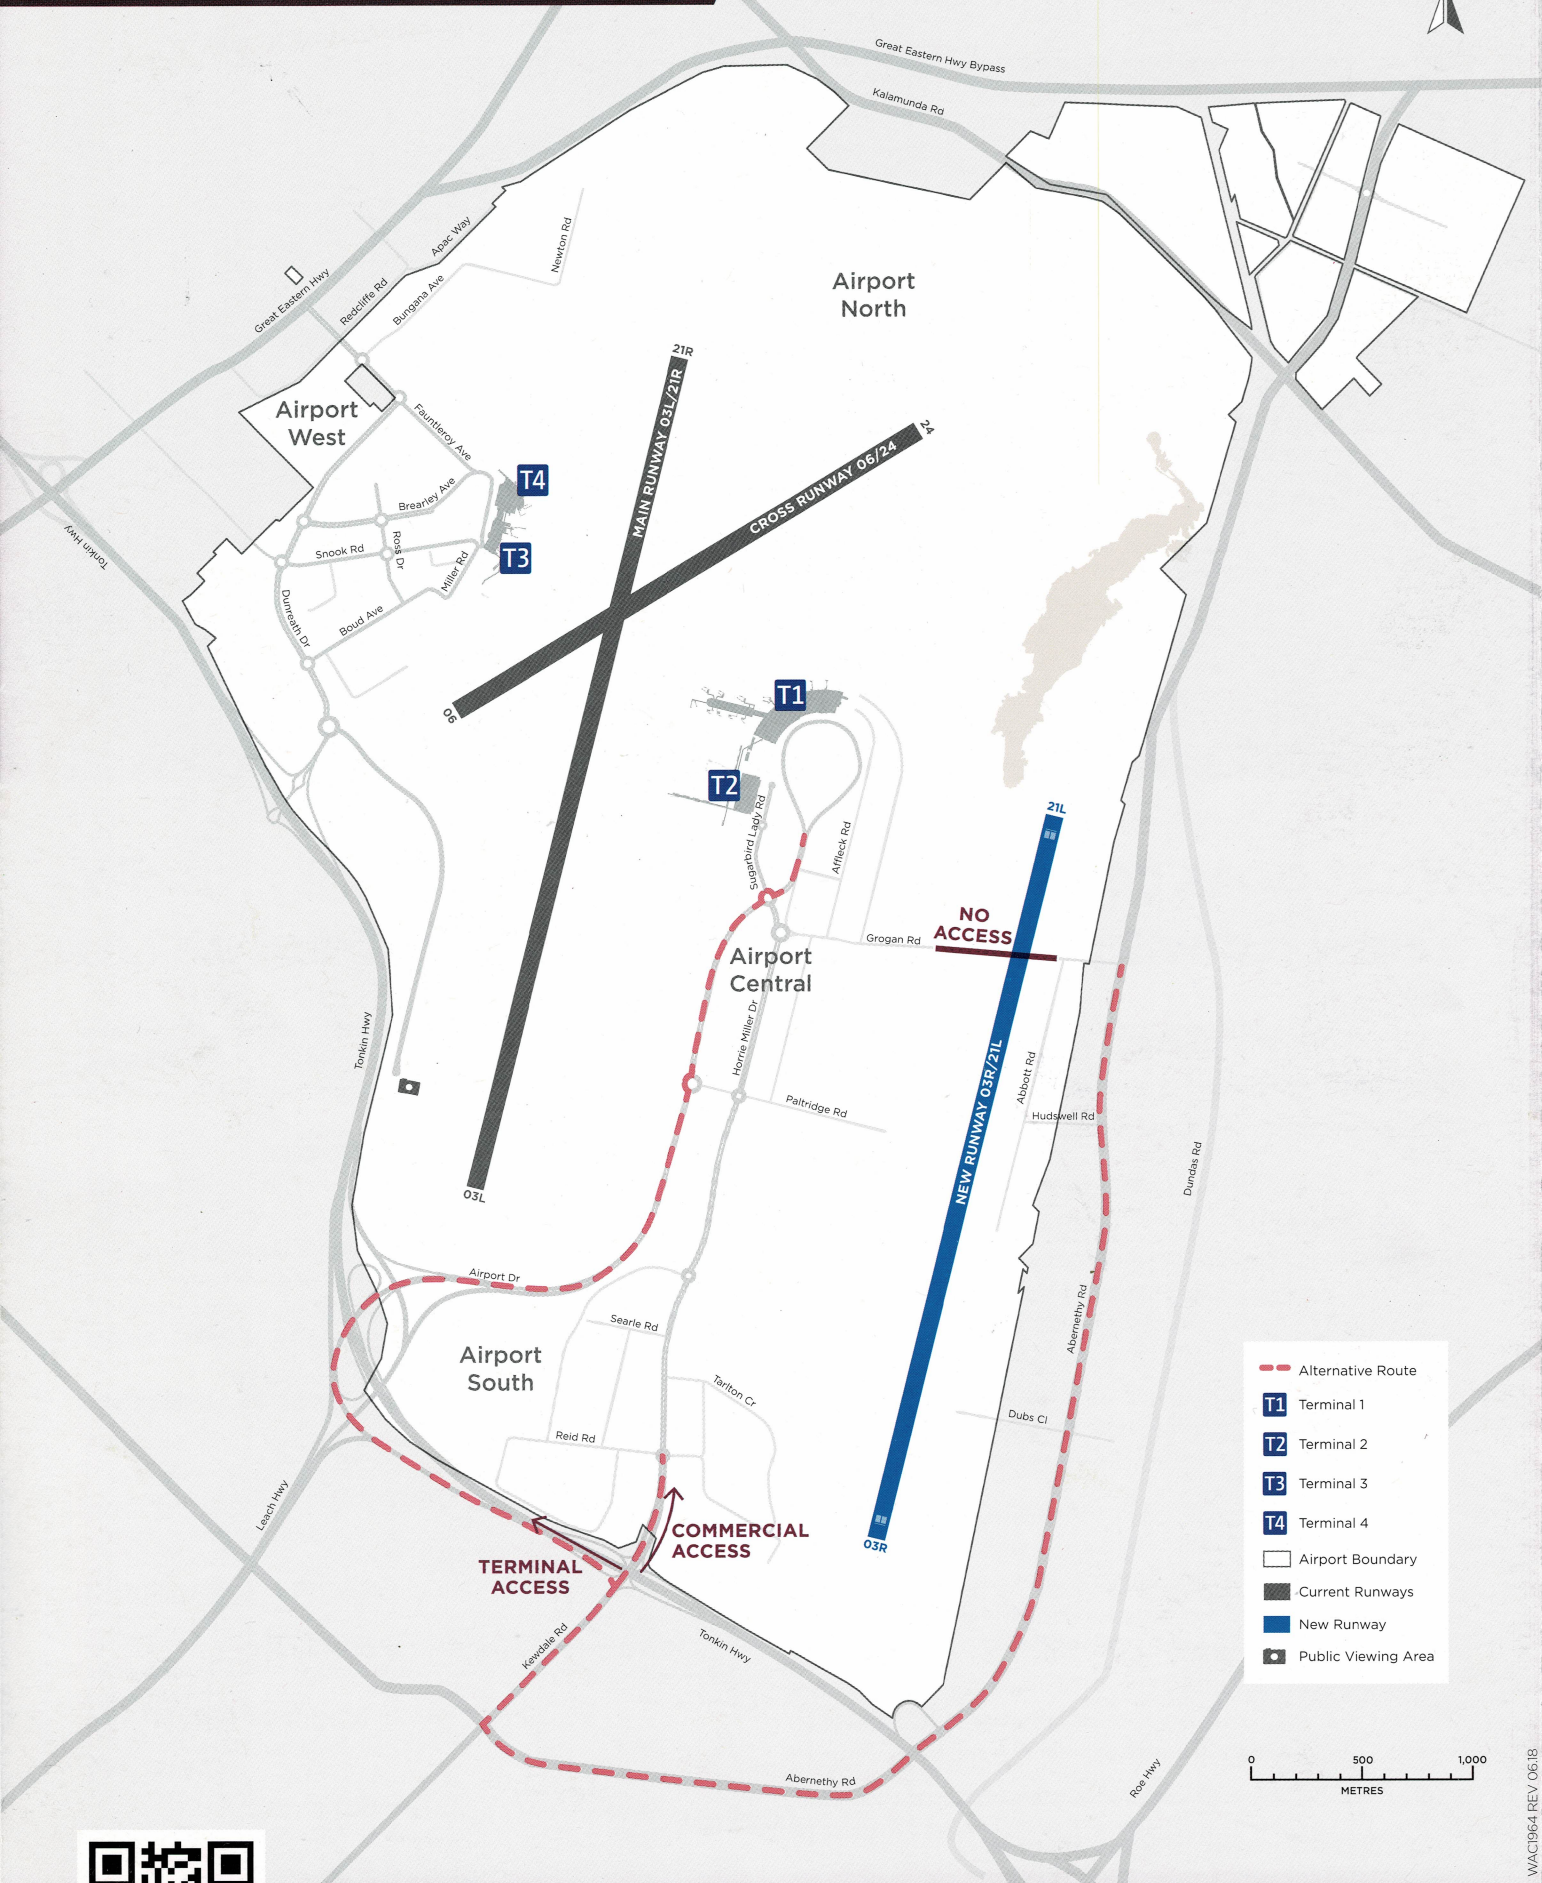 Great Eastern Hwy Bypass
Kalamunda Rd
Newton Rd
Apac Way
Airport
North
Great Eastern Hwy
Redcliffe Rd
Bungana Ave
21R
MAIN RUNWAY 03L/21R
Airport
West
Fauntleroy Ave
24
CROSS RUNWAY 06/24
T4
Brearley Ave
Tonkin Hwy
Snook Rd
Ross Dr
T3
Miller Rd
Dunreath Dr
Boud Ave
06
T1
T2
Sugarbird Lady Rd
Affleck Rd
21L
NO
ACCESS
Grogan Rd
Airport
Central
Tonkin Hwy
Horrie Miller Dr
NEW RUNWAY 03R/21L
Abbott Rd
Paltridge Rd
Hudswell Rd
Dundas Rd
03L
Airport Dr
Searle Rd
Abernethy Rd
Airport
South
Tarlton Cr
Dubs Cl
Reid Rd
Leach Hwy
COMMERCIAL
ACCESS
03R
TERMINAL
ACCESS
Kewdale Rd
Tonkin Hwy
Abernethy Rd
Roe Hwy
Alternative Route
T1 Terminal 1
T2 Terminal 2
T3 Terminal 3
T4 Terminal 4
Airport Boundary
Current Runways
New Runway
Public Viewing Area
0 500 1,000
METRES
WAC1964 REV 06.18